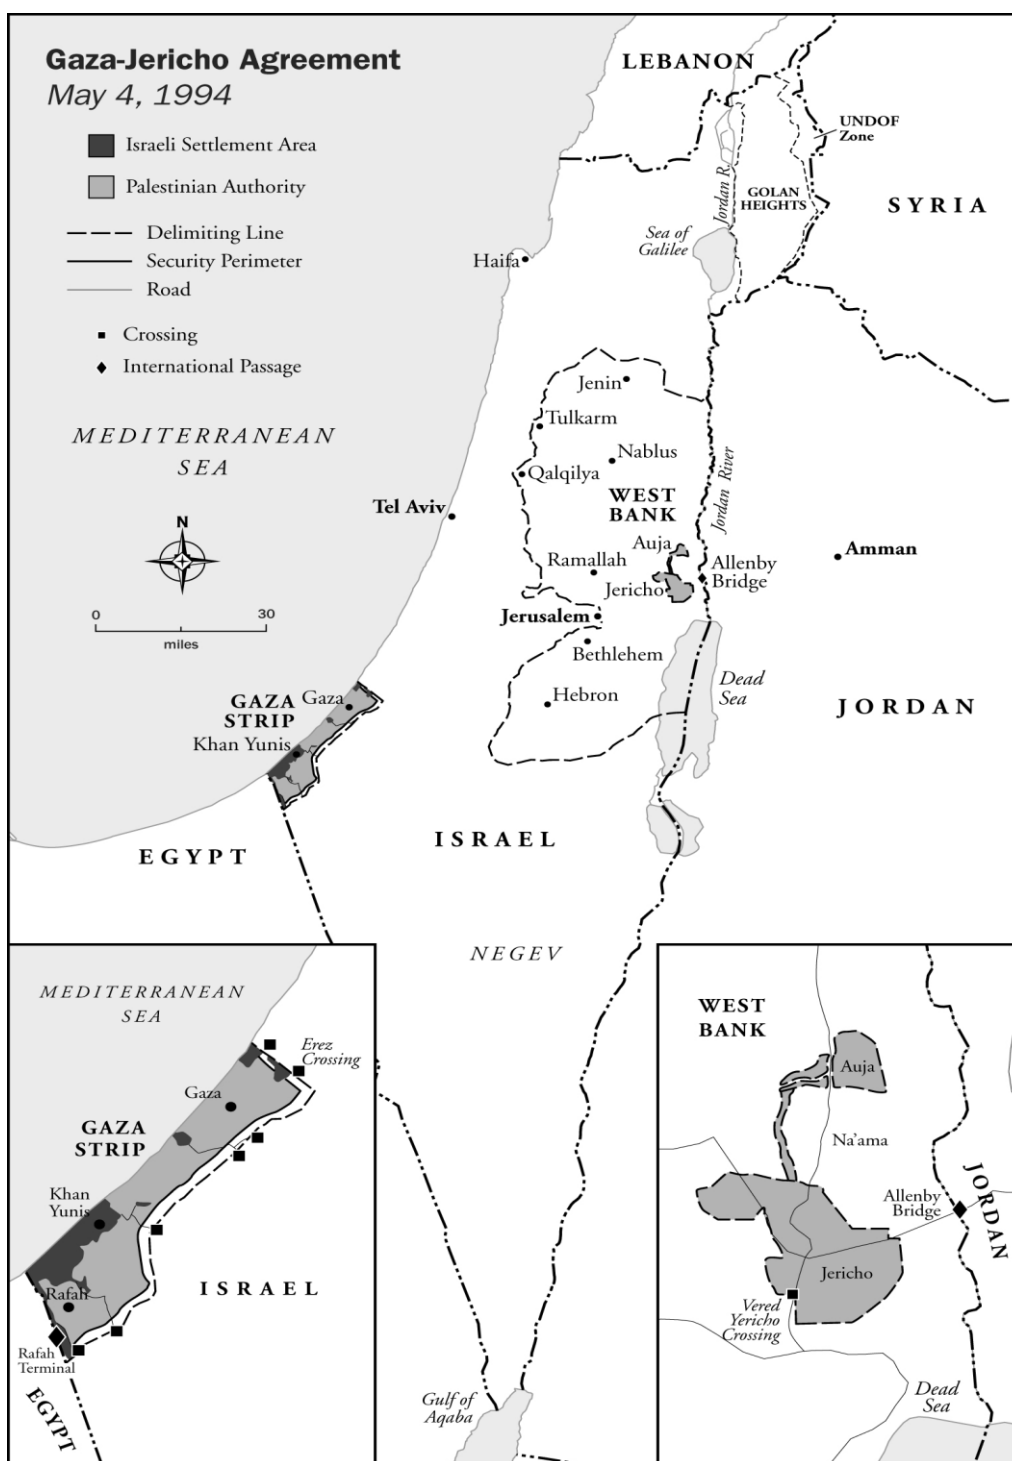 Gaza-Jericho Agreement
May 4, 1994
Israeli Settlement Area
Palestinian Authority
Delimiting Line
Security Perimeter
Road
Crossing
International Passage
LEBANON
UNDOF
Zone
GOLAN
HEIGHTS
SYRIA
Jordan R.
Sea of
Galilee
Haifa
MEDITERRANEAN
SEA
Jenin
Tulkarm
Nablus
Qalqilya
WEST
BANK
Jordan River
Tel Aviv
N
Auja
Amman
Ramallah
Allenby
Bridge
Jericho
0
30
miles
Jerusalem
Bethlehem
Dead
Sea
Hebron
JORDAN
GAZA
STRIP
Gaza
Khan Yunis
ISRAEL
EGYPT
NEGEV
Gulf of
Aqaba
MEDITERRANEAN
SEA
Erez
Crossing
Gaza
GAZA
STRIP
Khan
Yunis
ISRAEL
Rafah
Rafah
Terminal
EGYPT
WEST
BANK
Auja
Na'ama
JORDAN
Allenby
Bridge
Jericho
Vered
Yericho
Crossing
Dead
Sea